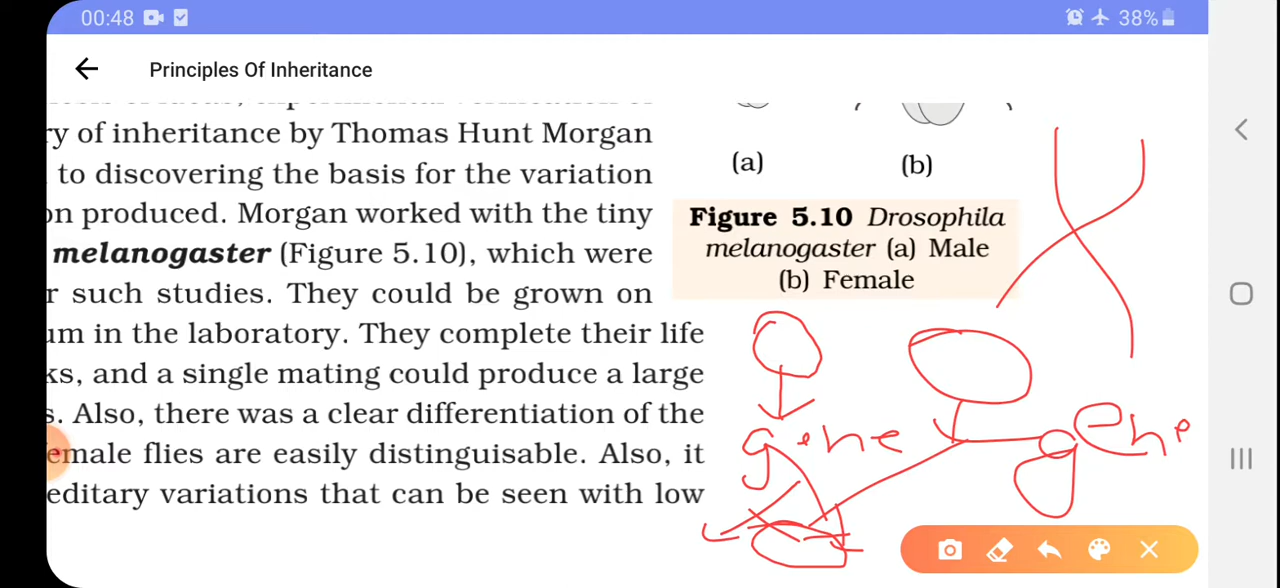 00:48 38%
Principles Of Inheritance
ry of inheritance by Thomas Hunt Morgan
to discovering the basis for the variation
on produced. Morgan worked with the tiny
melanogaster (Figure 5.10), which were
r such studies. They could be grown on
um in the laboratory. They complete their life
ks, and a single mating could produce a large
s. Also, there was a clear differentiation of the
emale flies are easily distinguisable. Also, it
editary variations that can be seen with low
(a) (b)
Figure 5.10 Drosophila
melanogaster (a) Male
(b) Female
gene gene